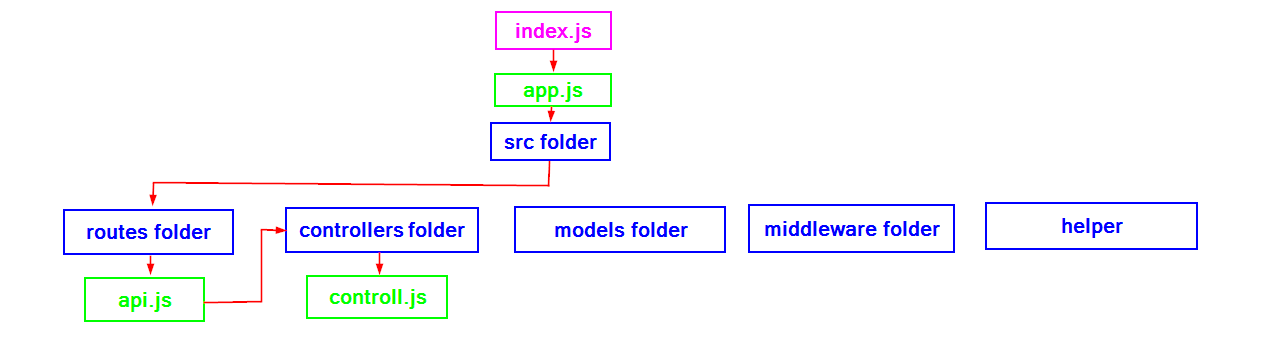 index.js
app.js
src folder
routes folder
controllers folder
models folder
middleware folder
helper
api.js
controll.js